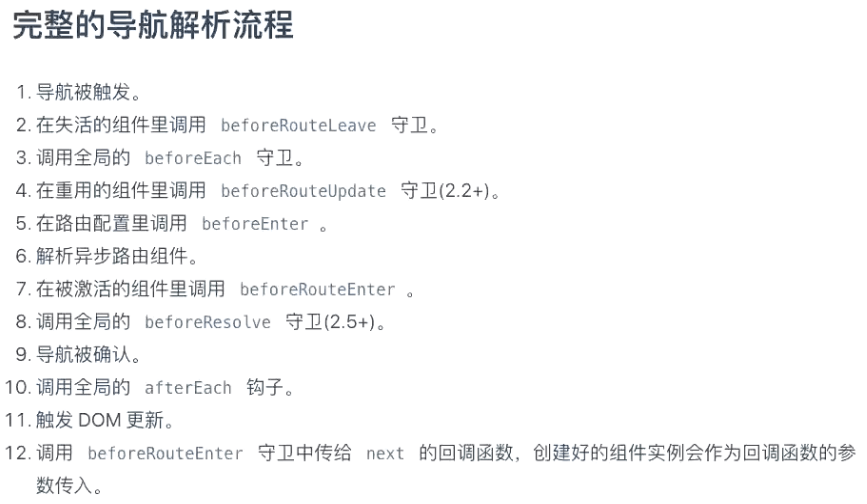 完整的导航解析流程
1. 导航被触发。
2. 在失活的组件里调用 beforeRouteLeave 守卫。
3. 调用全局的 beforeEach 守卫。
4. 在重用的组件里调用 beforeRouteUpdate 守卫(2.2+)。
5. 在路由配置里调用 beforeEnter 。
6. 解析异步路由组件。
7. 在被激活的组件里调用 beforeRouteEnter 。
8. 调用全局的 beforeResolve 守卫(2.5+)。
9. 导航被确认。
10. 调用全局的 afterEach 钩子。
11. 触发 DOM 更新。
12. 调用 beforeRouteEnter 守卫中传给 next 的回调函数，创建好的组件实例会作为回调函数的参
数传入。